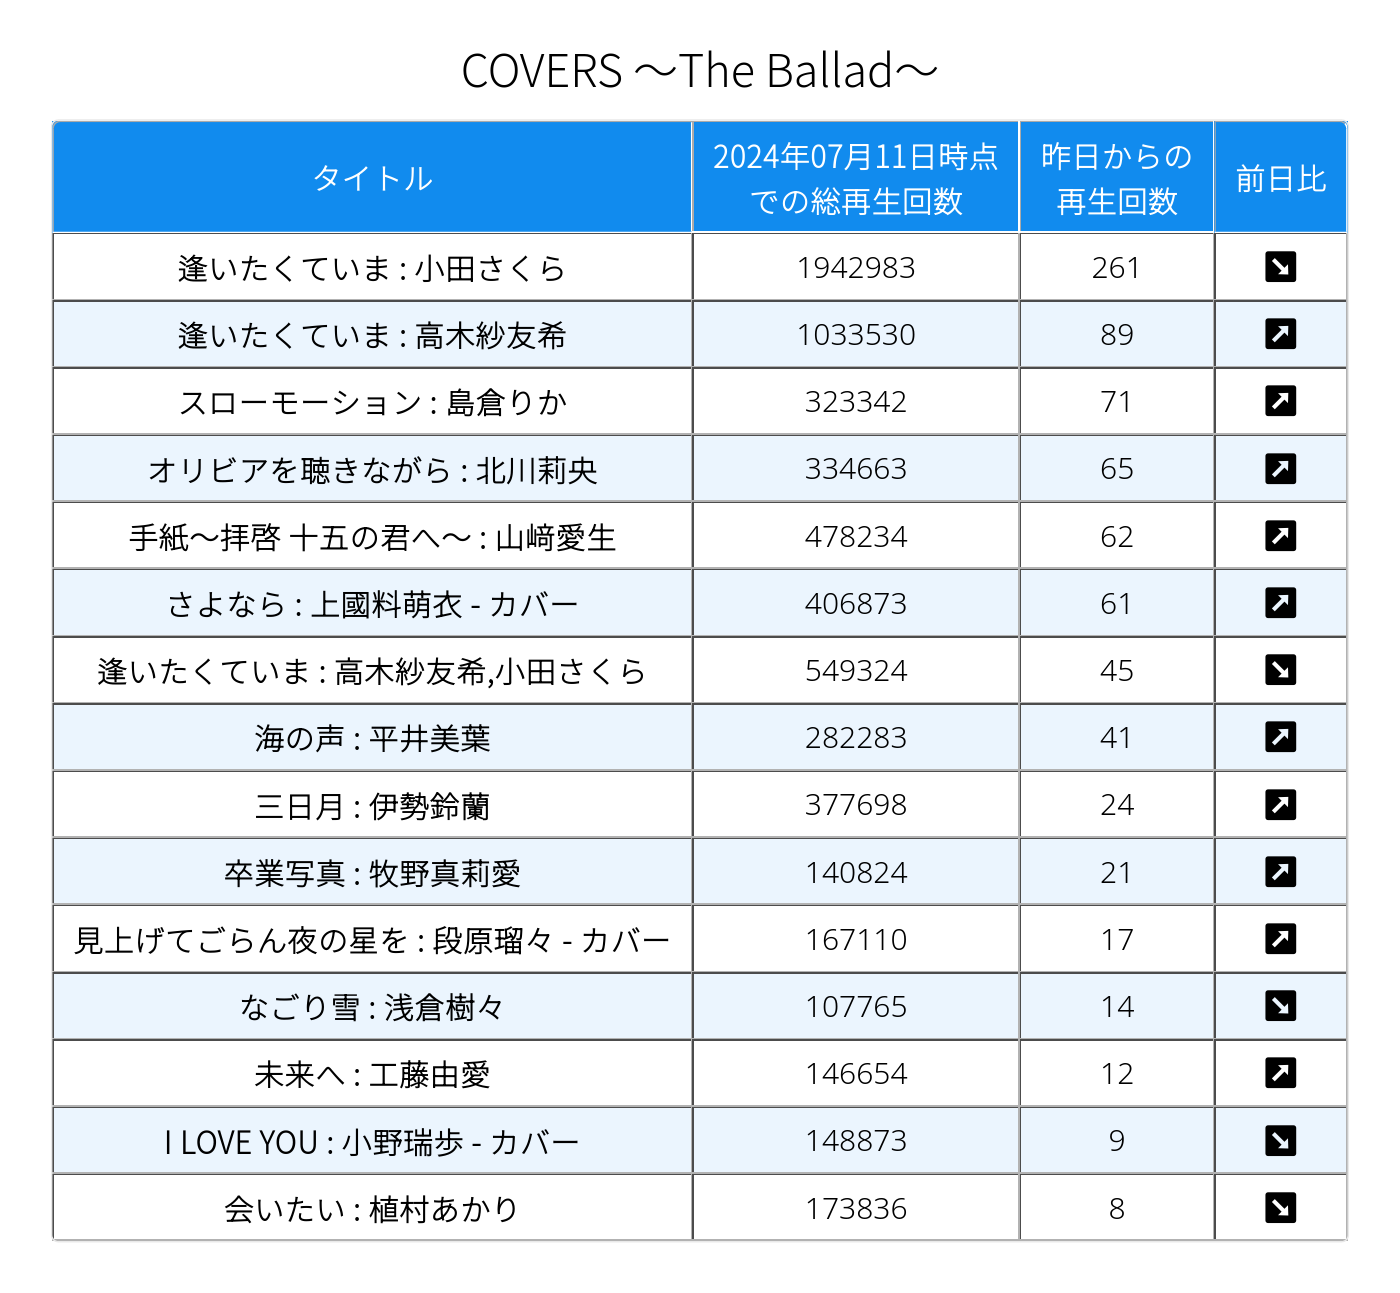 COVERS ～The Ballad～
タイトル 2024年07月11日時点での総再生回数 昨日からの再生回数 前日比
逢いたくていま : 小田さくら 1942983 261 ↘
逢いたくていま : 高木紗友希 1033530 89 ↗
スローモーション : 島倉りか 323342 71 ↗
オリビアを聴きながら : 北川莉央 334663 65 ↗
手紙～拝啓 十五の君へ～ : 山﨑愛生 478234 62 ↗
さよなら : 上國料萌衣 - カバー 406873 61 ↗
逢いたくていま : 高木紗友希,小田さくら 549324 45 ↘
海の声 : 平井美葉 282283 41 ↗
三日月 : 伊勢鈴蘭 377698 24 ↗
卒業写真 : 牧野真莉愛 140824 21 ↗
見上げてごらん夜の星を : 段原瑠々 - カバー 167110 17 ↗
なごり雪 : 浅倉樹々 107765 14 ↘
未来へ : 工藤由愛 146654 12 ↗
I LOVE YOU : 小野瑞歩 - カバー 148873 9 ↘
会いたい : 植村あかり 173836 8 ↘